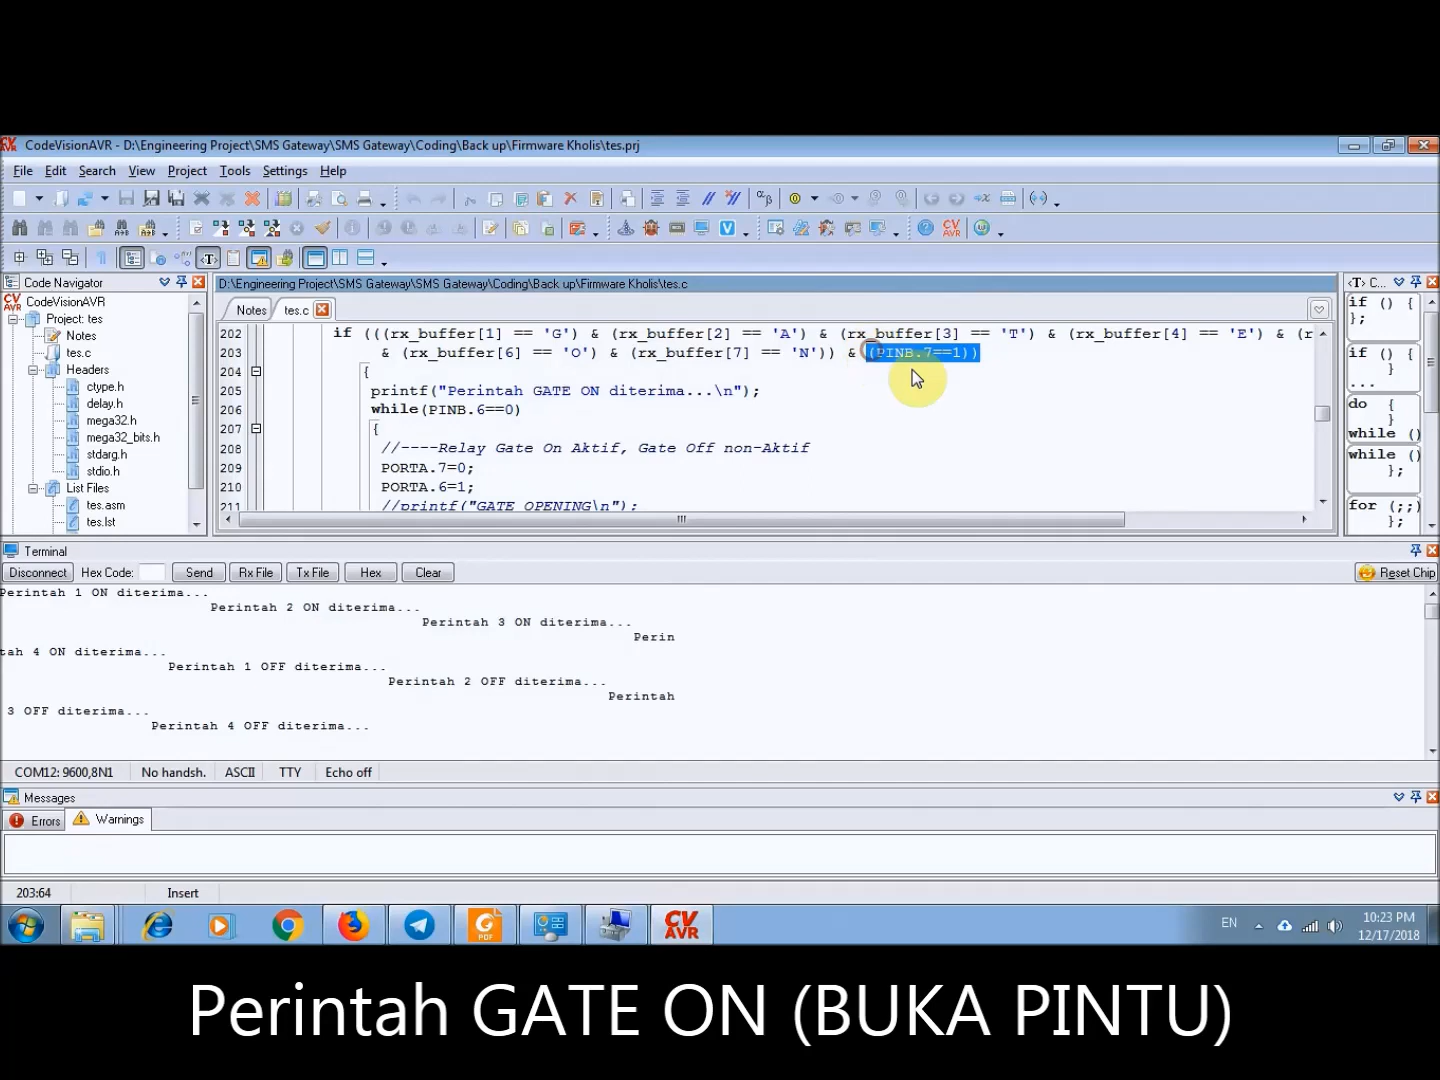 CodeVisionAVR - D:\Engineering Project\SMS Gateway\SMS Gateway\Coding\Back up\Firmware Kholis\tes.prj
File Edit Search View Project Tools Settings Help
Code Navigator
CodeVisionAVR
Project: tes
Notes
tes.c
Headers
ctype.h
delay.h
mega32.h
mega32_bits.h
stdarg.h
stdio.h
List Files
tes.asm
tes.lst
D:\Engineering Project\SMS Gateway\SMS Gateway\Coding\Back up\Firmware Kholis\tes.c
Notes tes.c
202 if (((rx_buffer[1] == 'G') & (rx_buffer[2] == 'A') & (rx_buffer[3] == 'T') & (rx_buffer[4] == 'E') & (r
203 & (rx_buffer[6] == 'O') & (rx_buffer[7] == 'N')) & (PINB.7==1))
204 {
205 printf("Perintah GATE ON diterima...\n");
206 while(PINB.6==0)
207 {
208 //----Relay Gate On Aktif, Gate Off non-Aktif
209 PORTA.7=0;
210 PORTA.6=1;
211 //printf("GATE OPENING\n");
<T> C...
if () {
};
if () {
}
...
do {
}
while ()
while ()
};
for (;;)
};
Terminal
Disconnect Hex Code: Send Rx File Tx File Hex Clear Reset Chip
Perintah 1 ON diterima...
Perintah 2 ON diterima...
Perintah 3 ON diterima...
Perin
tah 4 ON diterima...
Perintah 1 OFF diterima...
Perintah 2 OFF diterima...
Perintah
3 OFF diterima...
Perintah 4 OFF diterima...
COM12: 9600,8N1 No handsh. ASCII TTY Echo off
Messages
Errors Warnings
203:64 Insert
CV AVR
EN 10:23 PM
12/17/2018
Perintah GATE ON (BUKA PINTU)